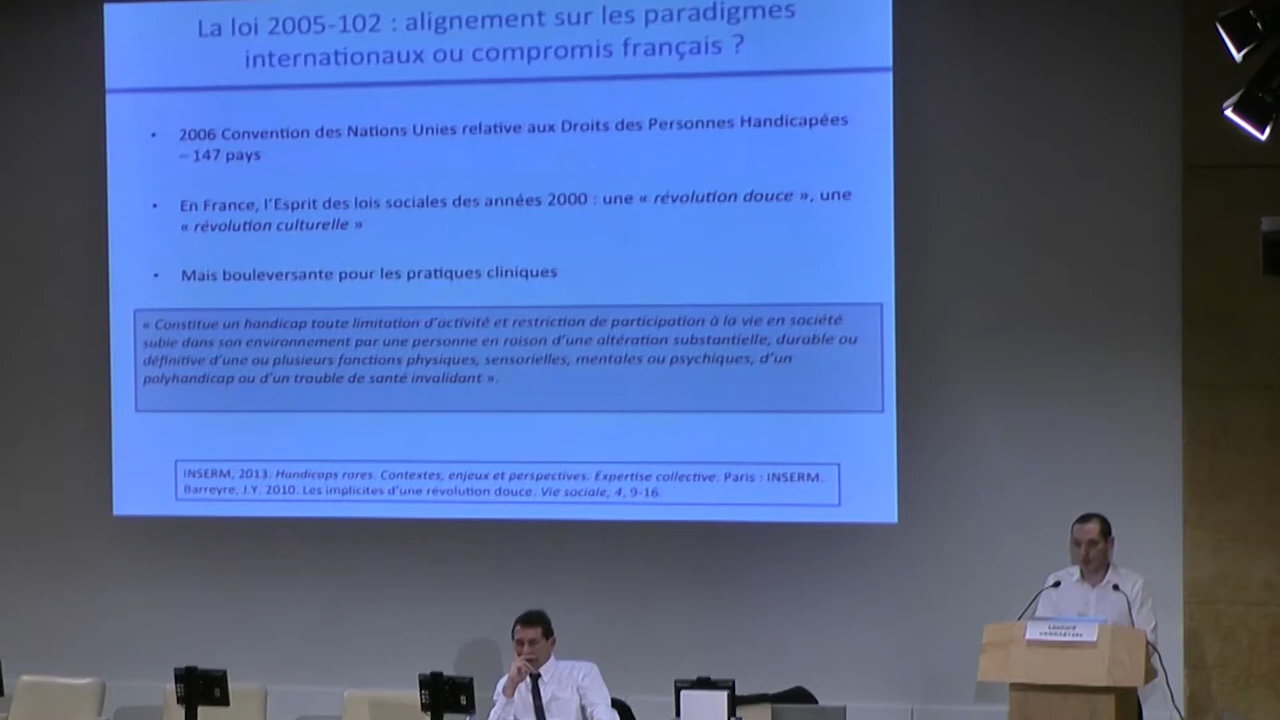 La loi 2005-102 : alignement sur les paradigmes
internationaux ou compromis français ?
• 2006 Convention des Nations Unies relative aux Droits des Personnes Handicapées
– 147 pays
• En France, l'Esprit des lois sociales des années 2000 : une « révolution douce », une
« révolution culturelle »
• Mais bouleversante pour les pratiques cliniques
« Constitue un handicap toute limitation d'activité et restriction de participation à la vie en société
subie dans son environnement par une personne en raison d'une altération substantielle, durable ou
définitive d'une ou plusieurs fonctions physiques, sensorielles, mentales ou psychiques, d'un
polyhandicap ou d'un trouble de santé invalidant ».
INSERM, 2013. Handicaps rares. Contextes, enjeux et perspectives. Expertise collective. Paris : INSERM.
Barreyre, J.Y. 2010. Les implicites d'une révolution douce. Vie sociale, 4, 9-16.